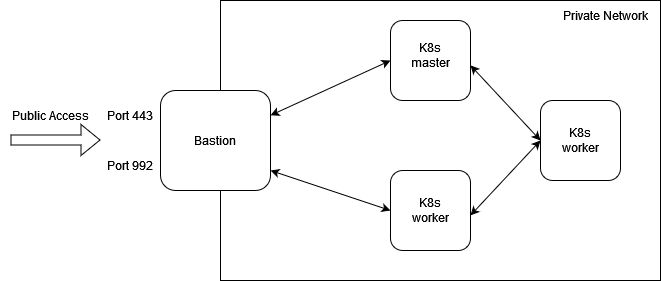 Private Network
K8s
master
Public Access
Port 443
Bastion
K8s
worker
Port 992
K8s
worker